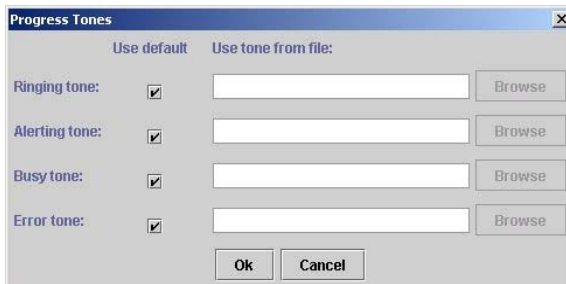 Progress Tones
Use default Use tone from file:
Ringing tone: Browse
Alerting tone: Browse
Busy tone: Browse
Error tone: Browse
Ok Cancel